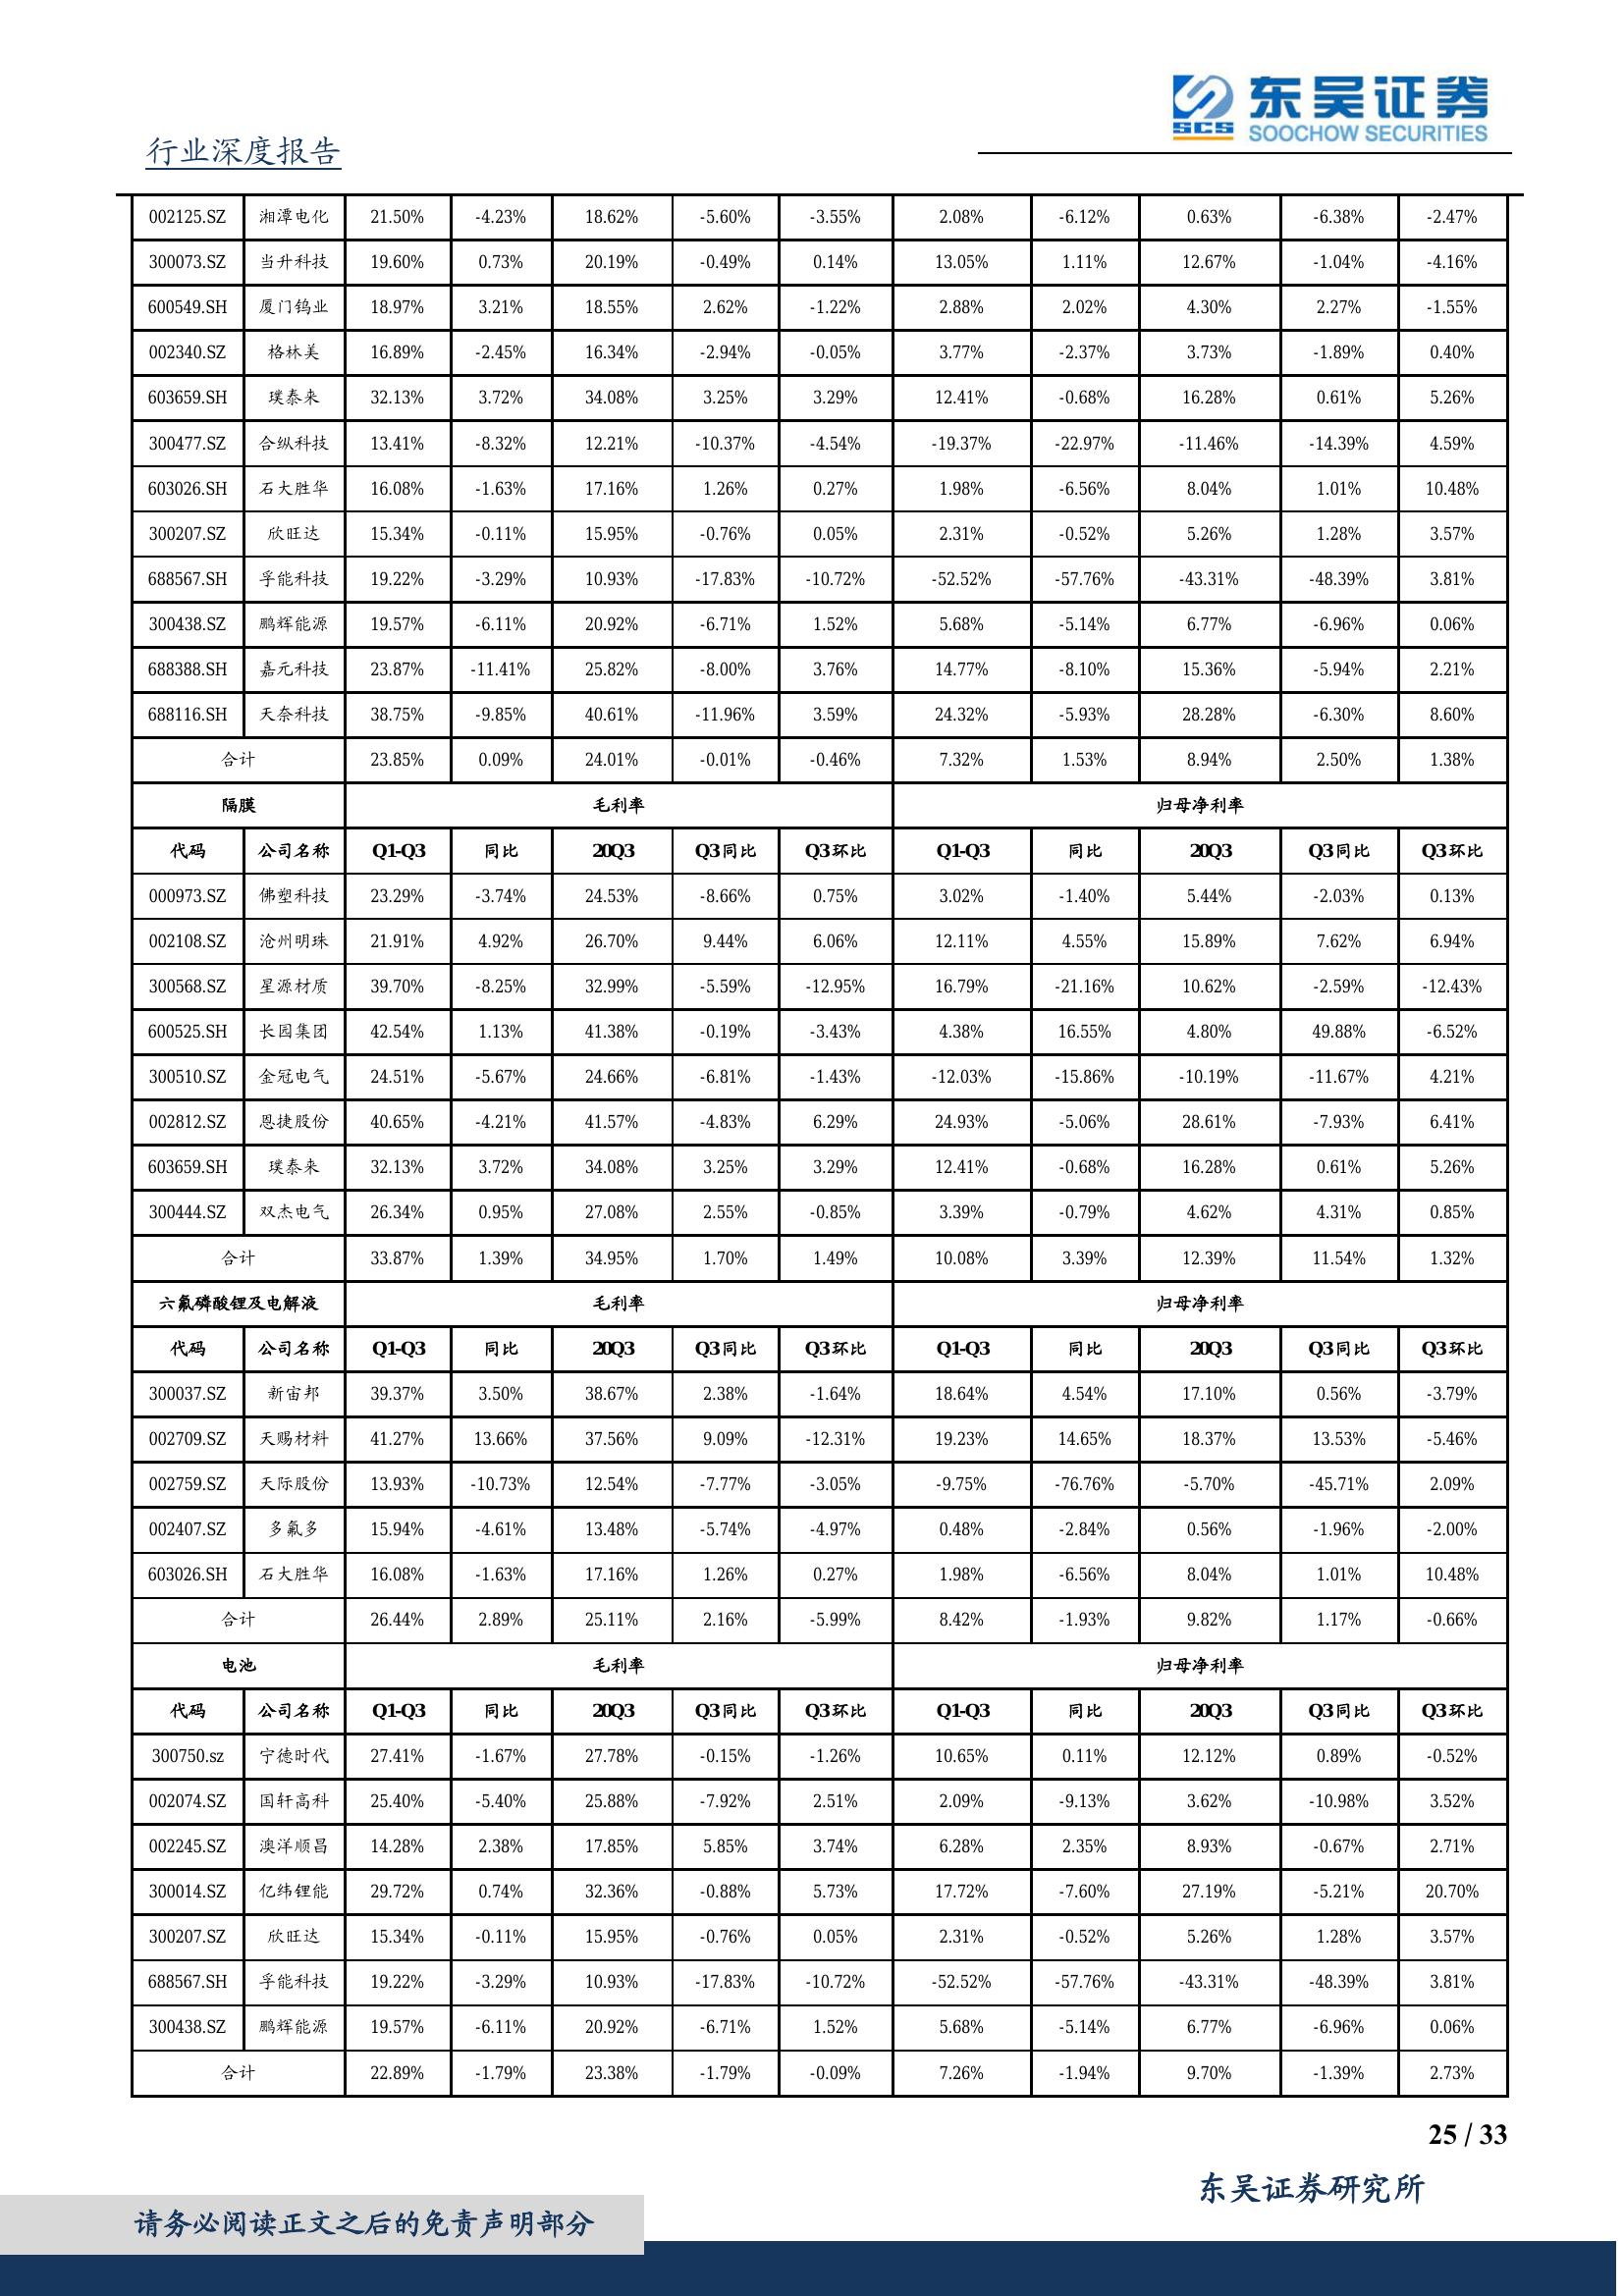 SCS 东吴证券
SOOCHOW SECURITIES
行业深度报告
002125.SZ 湘潭电化 21.50% -4.23% 18.62% -5.60% -3.55% 2.08% -6.12% 0.63% -6.38% -2.47%
300073.SZ 当升科技 19.60% 0.73% 20.19% -0.49% 0.14% 13.05% 1.11% 12.67% -1.04% -4.16%
600549.SH 厦门钨业 18.97% 3.21% 18.55% 2.62% -1.22% 2.88% 2.02% 4.30% 2.27% -1.55%
002340.SZ 格林美 16.89% -2.45% 16.34% -2.94% -0.05% 3.77% -2.37% 3.73% -1.89% 0.40%
603659.SH 璞泰来 32.13% 3.72% 34.08% 3.25% 3.29% 12.41% -0.68% 16.28% 0.61% 5.26%
300477.SZ 合纵科技 13.41% -8.32% 12.21% -10.37% -4.54% -19.37% -22.97% -11.46% -14.39% 4.59%
603026.SH 石大胜华 16.08% -1.63% 17.16% 1.26% 0.27% 1.98% -6.56% 8.04% 1.01% 10.48%
300207.SZ 欣旺达 15.34% -0.11% 15.95% -0.76% 0.05% 2.31% -0.52% 5.26% 1.28% 3.57%
688567.SH 孚能科技 19.22% -3.29% 10.93% -17.83% -10.72% -52.52% -57.76% -43.31% -48.39% 3.81%
300438.SZ 鹏辉能源 19.57% -6.11% 20.92% -6.71% 1.52% 5.68% -5.14% 6.77% -6.96% 0.06%
688388.SH 嘉元科技 23.87% -11.41% 25.82% -8.00% 3.76% 14.77% -8.10% 15.36% -5.94% 2.21%
688116.SH 天奈科技 38.75% -9.85% 40.61% -11.96% 3.59% 24.32% -5.93% 28.28% -6.30% 8.60%
合计 23.85% 0.09% 24.01% -0.01% -0.46% 7.32% 1.53% 8.94% 2.50% 1.38%
隔膜 毛利率 归母净利率
代码 公司名称 Q1-Q3 同比 20Q3 Q3同比 Q3环比 Q1-Q3 同比 20Q3 Q3同比 Q3环比
000973.SZ 佛塑科技 23.29% -3.74% 24.53% -8.66% 0.75% 3.02% -1.40% 5.44% -2.03% 0.13%
002108.SZ 沧州明珠 21.91% 4.92% 26.70% 9.44% 6.06% 12.11% 4.55% 15.89% 7.62% 6.94%
300568.SZ 星源材质 39.70% -8.25% 32.99% -5.59% -12.95% 16.79% -21.16% 10.62% -2.59% -12.43%
600525.SH 长园集团 42.54% 1.13% 41.38% -0.19% -3.43% 4.38% 16.55% 4.80% 49.88% -6.52%
300510.SZ 金冠电气 24.51% -5.67% 24.66% -6.81% -1.43% -12.03% -15.86% -10.19% -11.67% 4.21%
002812.SZ 恩捷股份 40.65% -4.21% 41.57% -4.83% 6.29% 24.93% -5.06% 28.61% -7.93% 6.41%
603659.SH 璞泰来 32.13% 3.72% 34.08% 3.25% 3.29% 12.41% -0.68% 16.28% 0.61% 5.26%
300444.SZ 双杰电气 26.34% 0.95% 27.08% 2.55% -0.85% 3.39% -0.79% 4.62% 4.31% 0.85%
合计 33.87% 1.39% 34.95% 1.70% 1.49% 10.08% 3.39% 12.39% 11.54% 1.32%
六氟磷酸锂及电解液 毛利率 归母净利率
代码 公司名称 Q1-Q3 同比 20Q3 Q3同比 Q3环比 Q1-Q3 同比 20Q3 Q3同比 Q3环比
300037.SZ 新宙邦 39.37% 3.50% 38.67% 2.38% -1.64% 18.64% 4.54% 17.10% 0.56% -3.79%
002709.SZ 天赐材料 41.27% 13.66% 37.56% 9.09% -12.31% 19.23% 14.65% 18.37% 13.53% -5.46%
002759.SZ 天际股份 13.93% -10.73% 12.54% -7.77% -3.05% -9.75% -76.76% -5.70% -45.71% 2.09%
002407.SZ 多氟多 15.94% -4.61% 13.48% -5.74% -4.97% 0.48% -2.84% 0.56% -1.96% -2.00%
603026.SH 石大胜华 16.08% -1.63% 17.16% 1.26% 0.27% 1.98% -6.56% 8.04% 1.01% 10.48%
合计 26.44% 2.89% 25.11% 2.16% -5.99% 8.42% -1.93% 9.82% 1.17% -0.66%
电池 毛利率 归母净利率
代码 公司名称 Q1-Q3 同比 20Q3 Q3同比 Q3环比 Q1-Q3 同比 20Q3 Q3同比 Q3环比
300750.sz 宁德时代 27.41% -1.67% 27.78% -0.15% -1.26% 10.65% 0.11% 12.12% 0.89% -0.52%
002074.SZ 国轩高科 25.40% -5.40% 25.88% -7.92% 2.51% 2.09% -9.13% 3.62% -10.98% 3.52%
002245.SZ 澳洋顺昌 14.28% 2.38% 17.85% 5.85% 3.74% 6.28% 2.35% 8.93% -0.67% 2.71%
300014.SZ 亿纬锂能 29.72% 0.74% 32.36% -0.88% 5.73% 17.72% -7.60% 27.19% -5.21% 20.70%
300207.SZ 欣旺达 15.34% -0.11% 15.95% -0.76% 0.05% 2.31% -0.52% 5.26% 1.28% 3.57%
688567.SH 孚能科技 19.22% -3.29% 10.93% -17.83% -10.72% -52.52% -57.76% -43.31% -48.39% 3.81%
300438.SZ 鹏辉能源 19.57% -6.11% 20.92% -6.71% 1.52% 5.68% -5.14% 6.77% -6.96% 0.06%
合计 22.89% -1.79% 23.38% -1.79% -0.09% 7.26% -1.94% 9.70% -1.39% 2.73%
25 / 33
东吴证券研究所
请务必阅读正文之后的免责声明部分